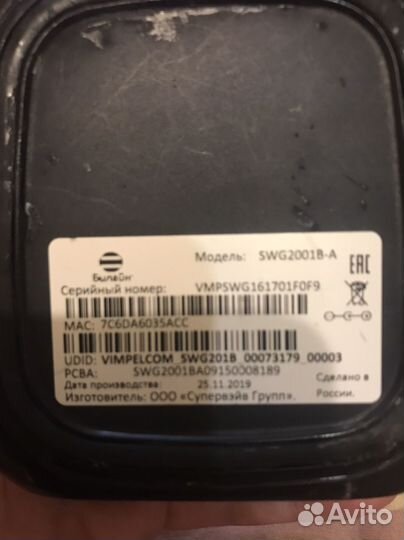 Билайн
Модель: SWG2001B-A
EAC
Серийный номер: VMPSWG161701F0F9
MAC: 7C6DA6035ACC
UDID: VIMPELCOM_SWG201B_00073179_00003
PCBA: SWG2001BA09150008189
Дата производства: 25.11.2019
Сделано в России.
Изготовитель: ООО «Супервэйв Групп».
Avito